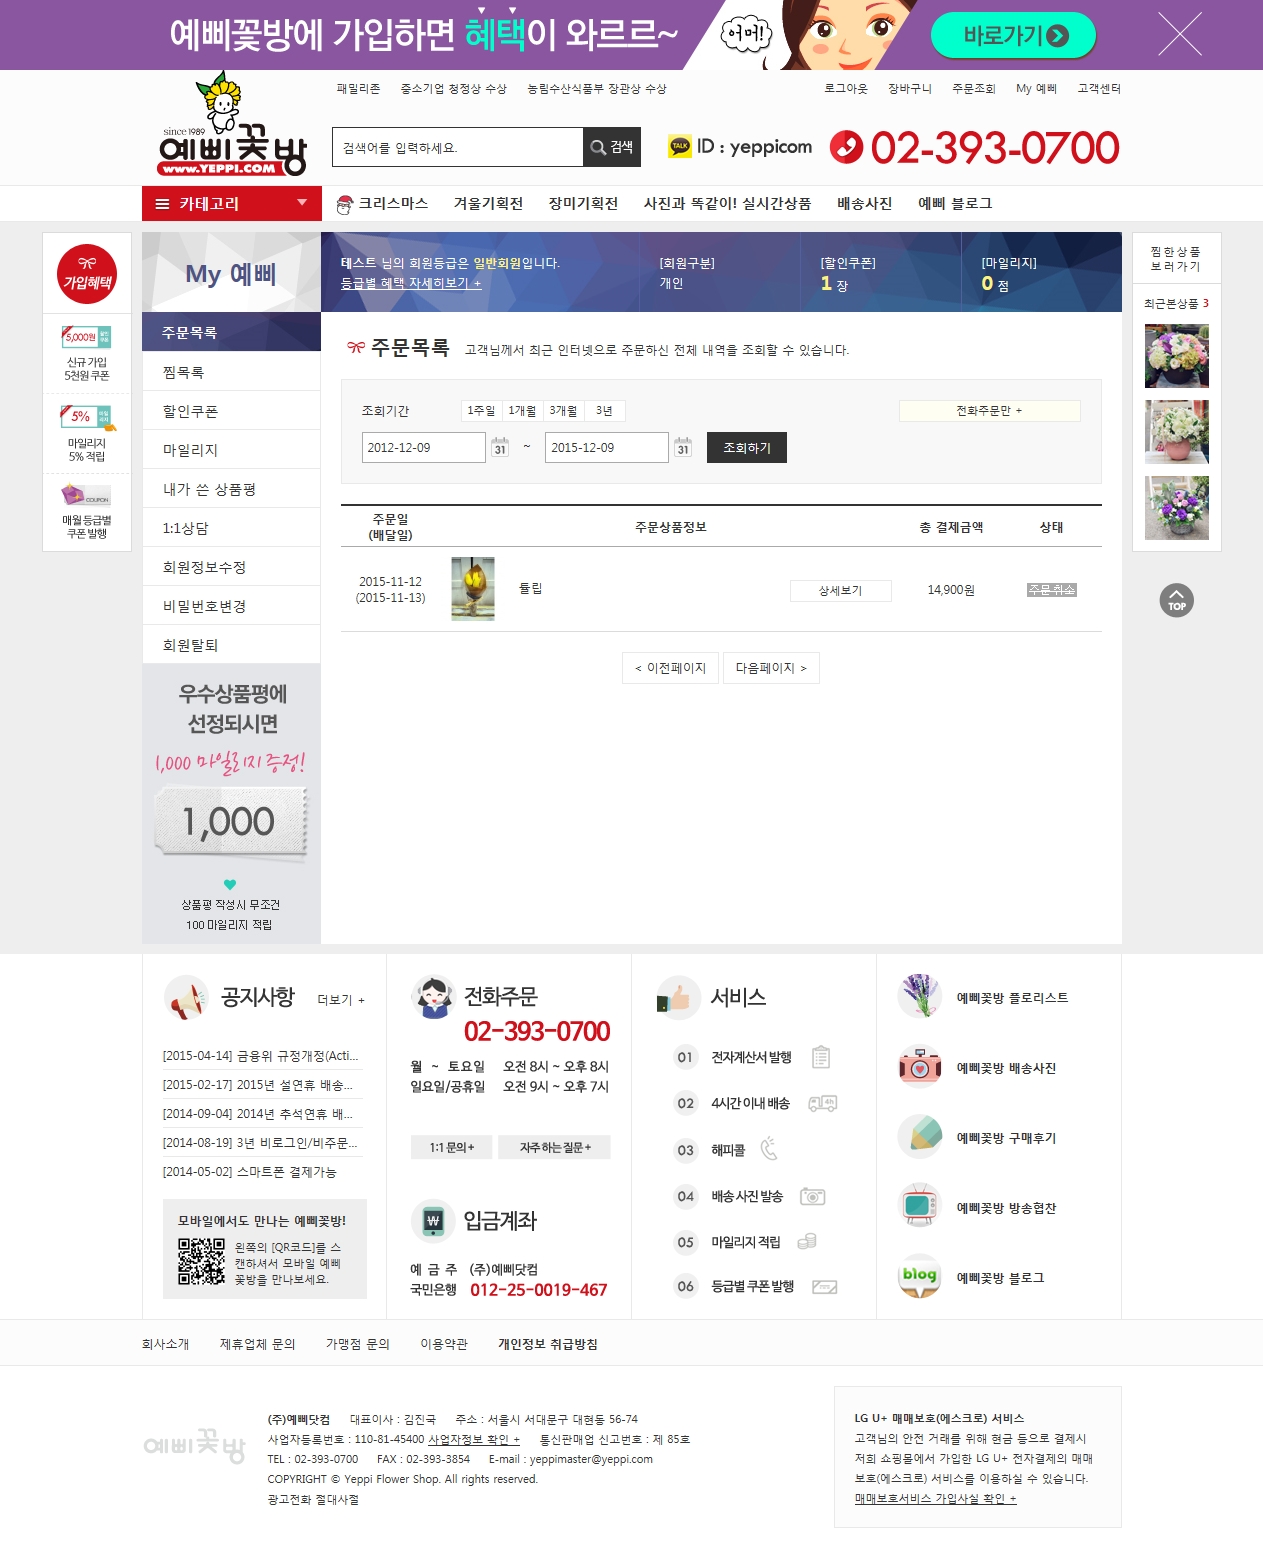 예삐꽃방에 가입하면 혜택이 와르르~
어머!
바로가기
패밀리존 중소기업 청정상 수상 농림수산식품부 장관상 수상
로그아웃 장바구니 주문조회 My 예삐 고객센터
since 1989
예삐꽃방
WWW.YEPPI.COM
검색어를 입력하세요.
검색
TALK
ID : yeppicom
02-393-0700
카테고리
크리스마스 겨울기획전 장미기획전 사진과 똑같이! 실시간상품 배송사진 예삐 블로그
가입혜택
5,000원 할인쿠폰
신규 가입
5천원 쿠폰
5%
마일리지
5% 적립
COUPON
매월 등급별
쿠폰 발행
My 예삐
테스트 님의 회원등급은 일반회원입니다.
등급별 혜택 자세히보기 +
[회원구분]
개인
[할인쿠폰]
1 장
[마일리지]
0 점
찜한상품
보러가기
최근본상품 3
TOP
주문목록
찜목록
할인쿠폰
마일리지
내가 쓴 상품평
1:1상담
회원정보수정
비밀번호변경
회원탈퇴
우수상품평에
선정되시면
1,000 마일리지 증정!
1,000
상품평 작성시 무조건
100 마일리지 적립
주문목록 고객님께서 최근 인터넷으로 주문하신 전체 내역을 조회할 수 있습니다.
조회기간 1주일 1개월 3개월 3년
전화주문만 +
2012-12-09 31 ~ 2015-12-09 31 조회하기
주문일
(배달일)
주문상품정보 총 결제금액 상태
2015-11-12
(2015-11-13)
튤립
상세보기 14,900원 주문취소
< 이전페이지 다음페이지 >
공지사항 더보기 +
[2015-04-14] 금융위 규정개정(Acti...
[2015-02-17] 2015년 설연휴 배송...
[2014-09-04] 2014년 추석연휴 배...
[2014-08-19] 3년 비로그인/비주문...
[2014-05-02] 스마트폰 결제가능
모바일에서도 만나는 예삐꽃방!
왼쪽의 [QR코드]를 스
캔하셔서 모바일 예삐
꽃방을 만나보세요.
전화주문
02-393-0700
월 ~ 토요일 오전 8시 ~ 오후 8시
일요일/공휴일 오전 9시 ~ 오후 7시
1:1 문의 + 자주 하는 질문 +
입금계좌
예 금 주 (주)예삐닷컴
국민은행 012-25-0019-467
서비스
01 전자계산서 발행
02 4시간 이내 배송 4h
03 해피콜
04 배송 사진 발송
05 마일리지 적립
06 등급별 쿠폰 발행
예삐꽃방 플로리스트
예삐꽃방 배송사진
예삐꽃방 구매후기
예삐꽃방 방송협찬
blog
예삐꽃방 블로그
회사소개 제휴업체 문의 가맹점 문의 이용약관 개인정보 취급방침
예삐꽃방
(주)예삐닷컴 대표이사 : 김진국 주소 : 서울시 서대문구 대현동 56-74
사업자등록번호 : 110-81-45400 사업자정보 확인 + 통신판매업 신고번호 : 제 85호
TEL : 02-393-0700 FAX : 02-393-3854 E-mail : yeppimaster@yeppi.com
COPYRIGHT © Yeppi Flower Shop. All rights reserved.
광고전화 절대사절
LG U+ 매매보호(에스크로) 서비스
고객님의 안전 거래를 위해 현금 등으로 결제시
저희 쇼핑몰에서 가입한 LG U+ 전자결제의 매매
보호(에스크로) 서비스를 이용하실 수 있습니다.
매매보호서비스 가입사실 확인 +